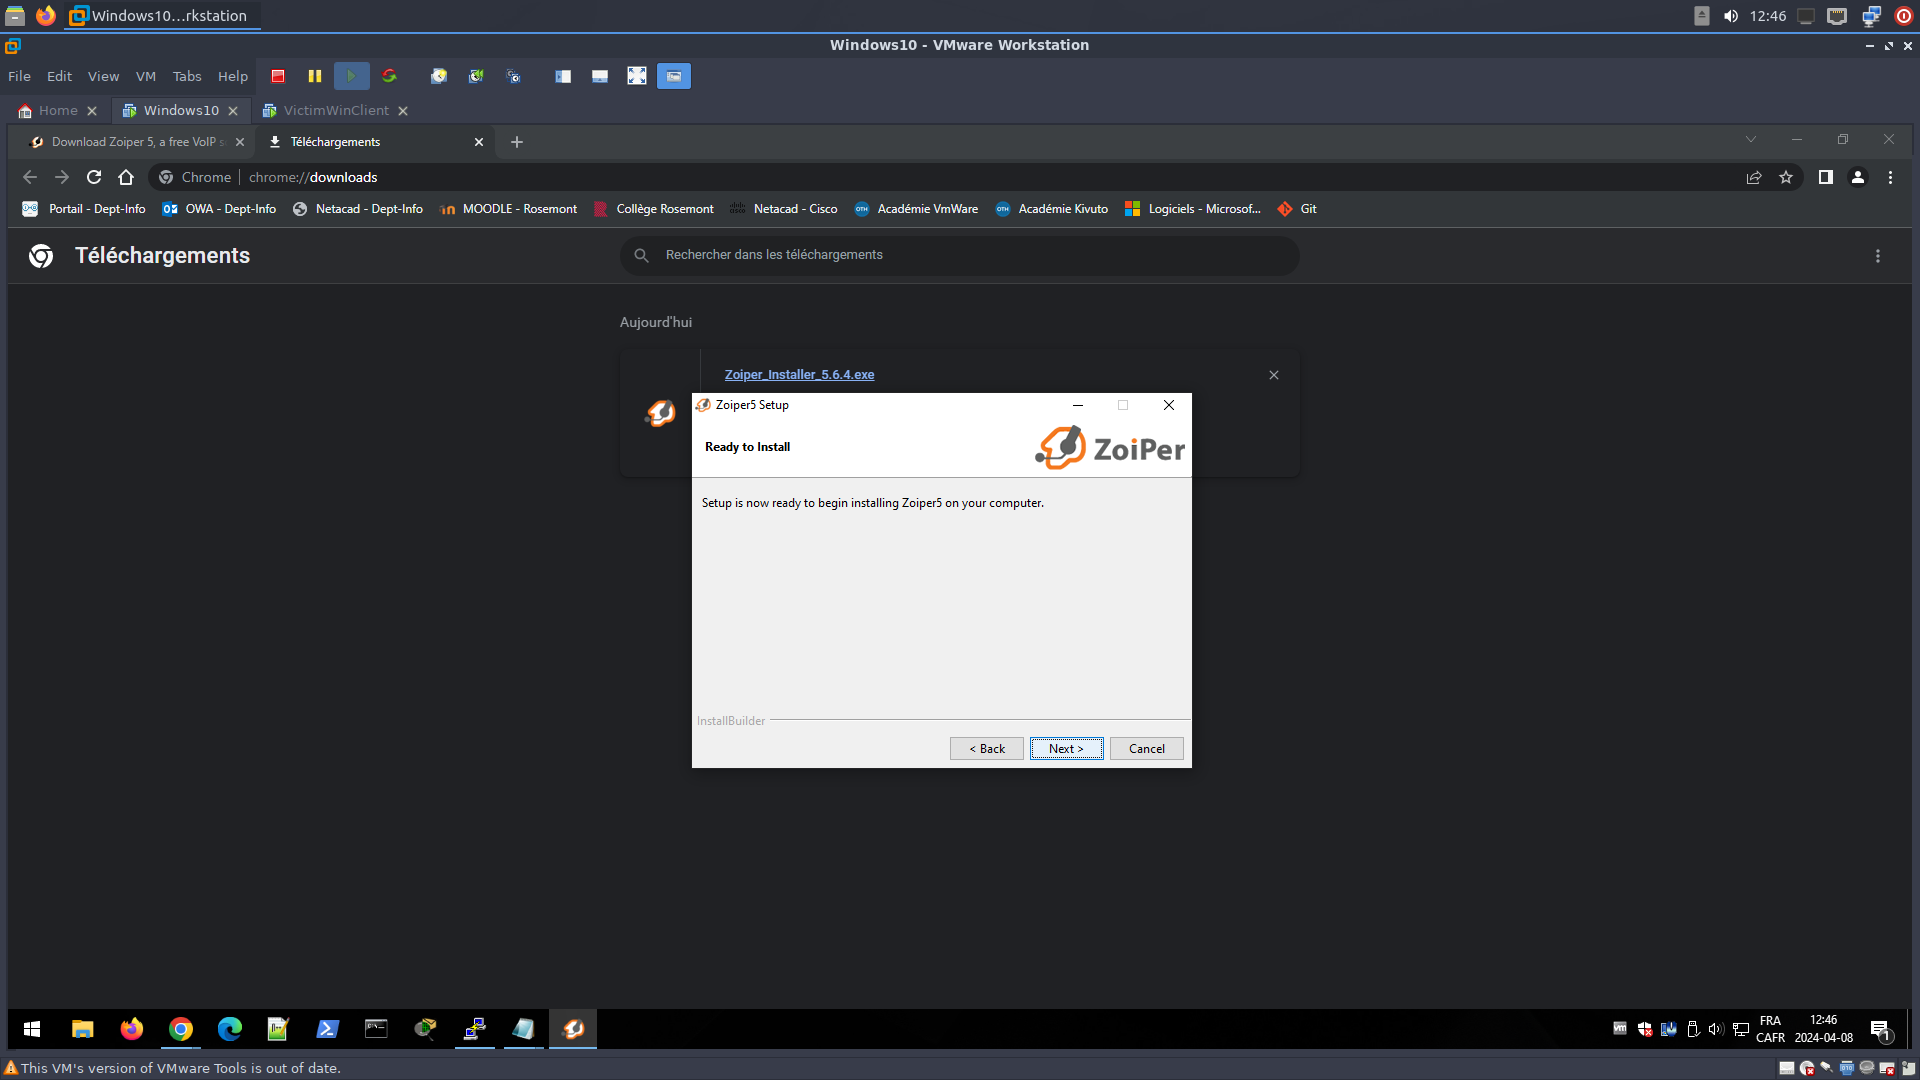 Windows10...rkstation
12:46
Windows10 - VMware Workstation
File Edit View VM Tabs Help
Home Windows10 VictimWinClient
Download Zoiper 5, a free VoIP s Téléchargements
Chrome chrome://downloads
Portail - Dept-Info OWA - Dept-Info Netacad - Dept-Info MOODLE - Rosemont Collège Rosemont Netacad - Cisco Académie VmWare Académie Kivuto Logiciels - Microsof... Git
Téléchargements
Rechercher dans les téléchargements
Aujourd'hui
Zoiper_Installer_5.6.4.exe
Zoiper5 Setup
Ready to Install
ZoiPer
Setup is now ready to begin installing Zoiper5 on your computer.
InstallBuilder
< Back Next > Cancel
FRA 12:46
CAFR 2024-04-08
1
This VM's version of VMware Tools is out of date.